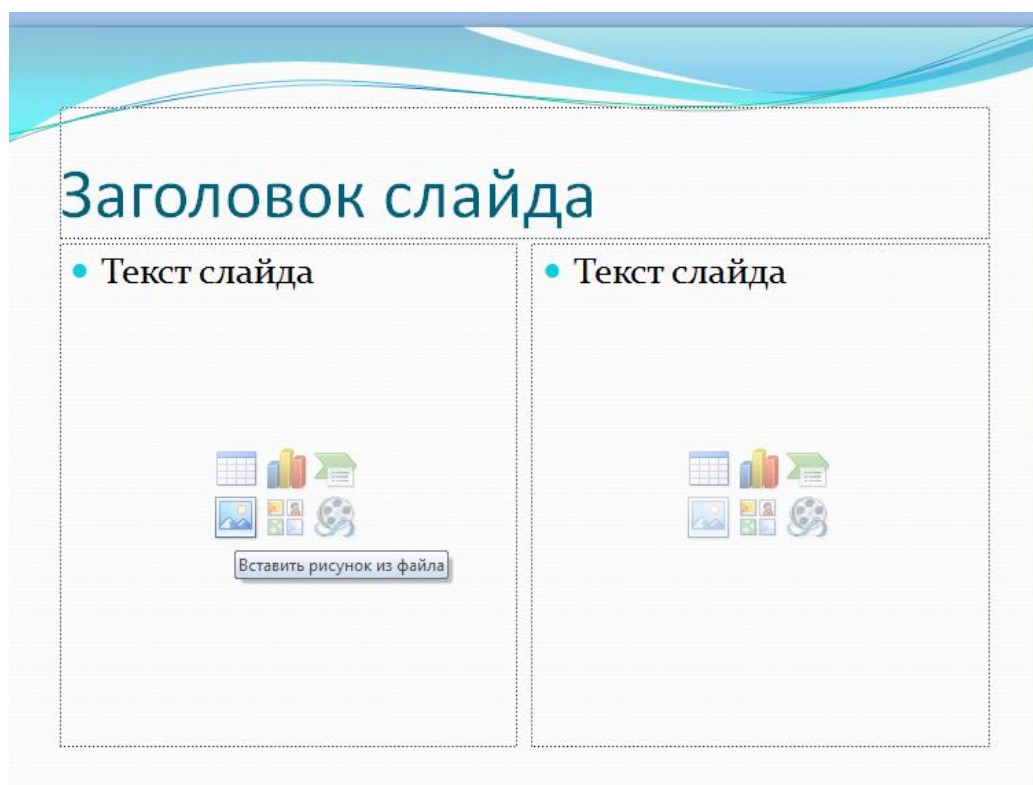 Заголовок слайда
• Текст слайда
• Текст слайда
Вставить рисунок из файла